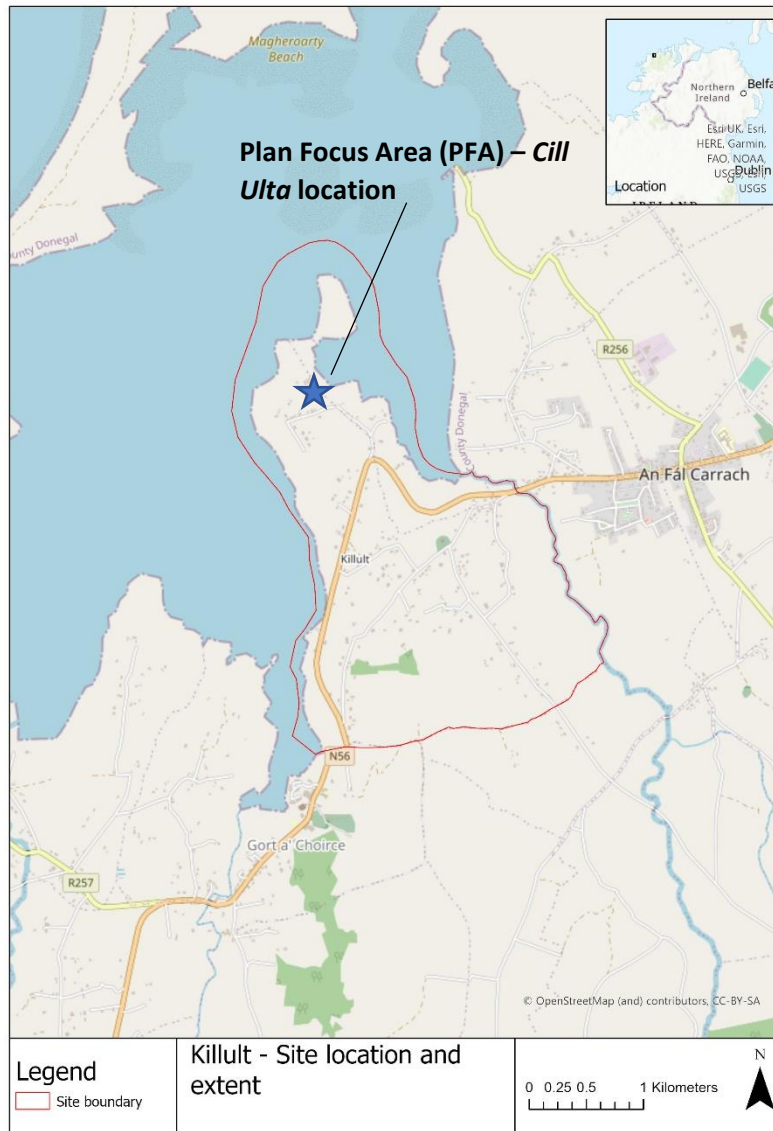 Magheroarty
Beach
Plan Focus Area (PFA) – Cill
Ulta location
Northern
Ireland
Belfa
Esri UK, Esri,
HERE, Garmin,
FAO, NOAA,
USGS, Esri,
USGS
Dublin
Location
County Donegal
R256
County Donegal
An Fál Carrach
Killult
N56
Gort a' Choirce
R257
© OpenStreetMap (and) contributors, CC-BY-SA
Legend
Site boundary
Killult - Site location and
extent
0 0.25 0.5 1 Kilometers
N